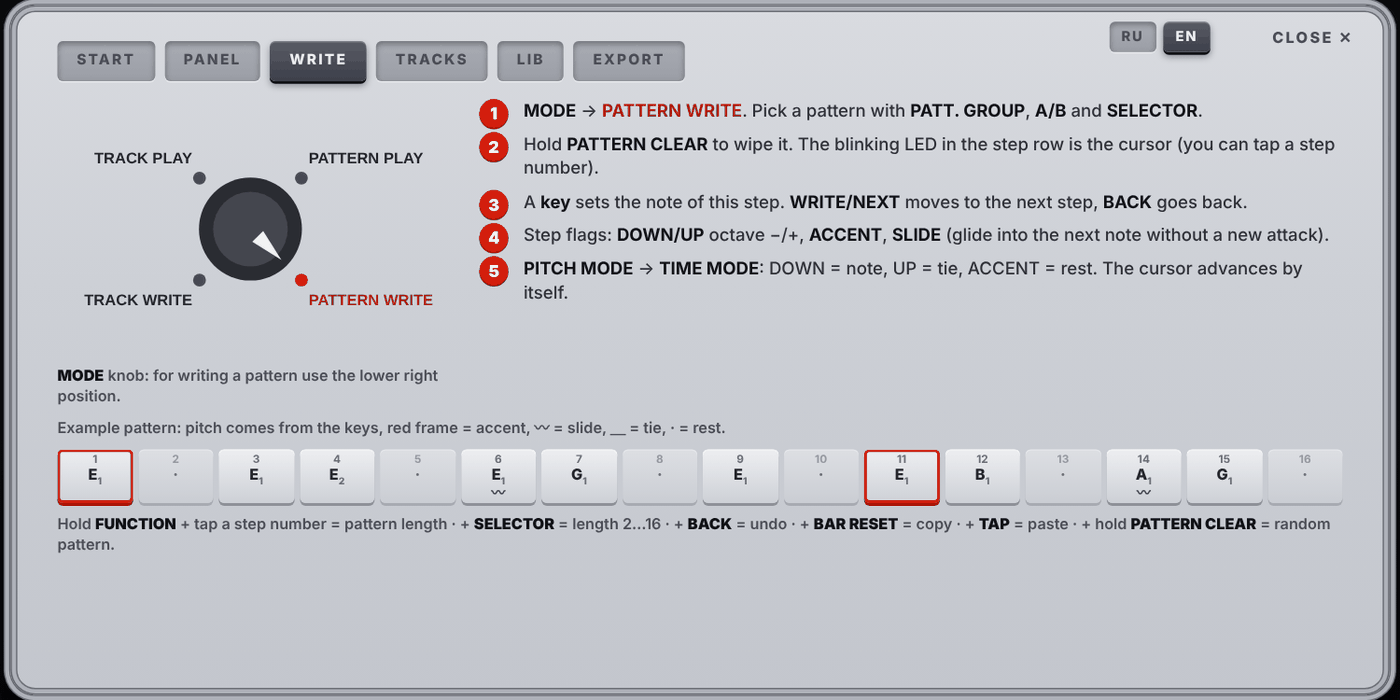 START
PANEL
WRITE
TRACKS
LIB
EXPORT
RU
EN
CLOSE ×
TRACK PLAY
PATTERN PLAY
TRACK WRITE
PATTERN WRITE
1 MODE → PATTERN WRITE. Pick a pattern with PATT. GROUP, A/B and SELECTOR.
2 Hold PATTERN CLEAR to wipe it. The blinking LED in the step row is the cursor (you can tap a step
number).
3 A key sets the note of this step. WRITE/NEXT moves to the next step, BACK goes back.
4 Step flags: DOWN/UP octave −/+, ACCENT, SLIDE (glide into the next note without a new attack).
5 PITCH MODE → TIME MODE: DOWN = note, UP = tie, ACCENT = rest. The cursor advances by
itself.
MODE knob: for writing a pattern use the lower right
position.
Example pattern: pitch comes from the keys, red frame = accent, 〰 = slide, __ = tie, · = rest.
1 2 3 4 5 6 7 8 9 10 11 12 13 14 15 16
E₁ · E₁ E₂ · E₁ G₁ · E₁ · E₁ B₁ · A₁ G₁ ·
〰 〰
Hold FUNCTION + tap a step number = pattern length · + SELECTOR = length 2…16 · + BACK = undo · + BAR RESET = copy · + TAP = paste · + hold PATTERN CLEAR = random
pattern.